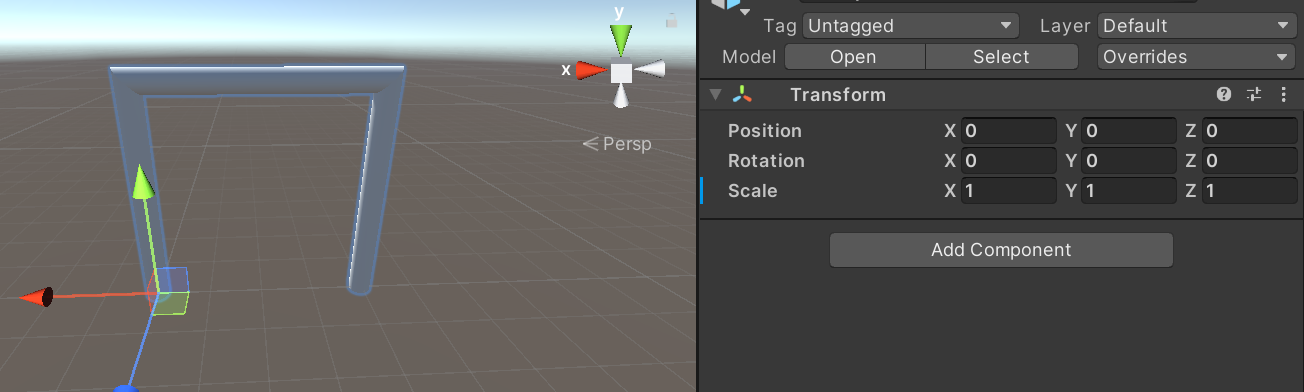 y
x
Persp
Tag Untagged Layer Default
Model Open Select Overrides
Transform
Position X 0 Y 0 Z 0
Rotation X 0 Y 0 Z 0
Scale X 1 Y 1 Z 1
Add Component